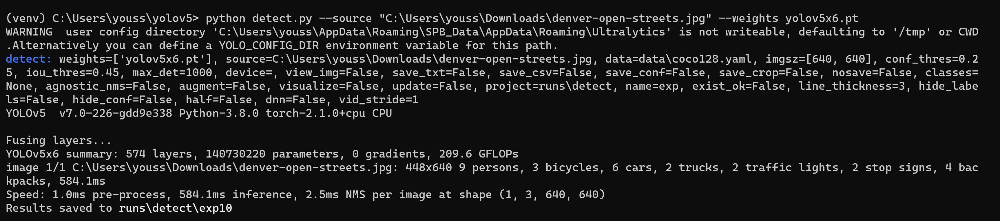 (venv) C:\Users\youss\yolov5> python detect.py --source "C:\Users\youss\Downloads\denver-open-streets.jpg" --weights yolov5x6.pt
WARNING  user config directory 'C:\Users\youss\AppData\Roaming\SPB_Data\AppData\Roaming\Ultralytics' is not writeable, defaulting to '/tmp' or CWD
.Alternatively you can define a YOLO_CONFIG_DIR environment variable for this path.
detect: weights=['yolov5x6.pt'], source=C:\Users\youss\Downloads\denver-open-streets.jpg, data=data\coco128.yaml, imgsz=[640, 640], conf_thres=0.2
5, iou_thres=0.45, max_det=1000, device=, view_img=False, save_txt=False, save_csv=False, save_conf=False, save_crop=False, nosave=False, classes=
None, agnostic_nms=False, augment=False, visualize=False, update=False, project=runs\detect, name=exp, exist_ok=False, line_thickness=3, hide_labe
ls=False, hide_conf=False, half=False, dnn=False, vid_stride=1
YOLOv5  v7.0-226-gdd9e338 Python-3.8.0 torch-2.1.0+cpu CPU
Fusing layers...
YOLOv5x6 summary: 574 layers, 140730220 parameters, 0 gradients, 209.6 GFLOPs
image 1/1 C:\Users\youss\Downloads\denver-open-streets.jpg: 448x640 9 persons, 3 bicycles, 6 cars, 2 trucks, 2 traffic lights, 2 stop signs, 4 bac
kpacks, 584.1ms
Speed: 1.0ms pre-process, 584.1ms inference, 2.5ms NMS per image at shape (1, 3, 640, 640)
Results saved to runs\detect\exp10